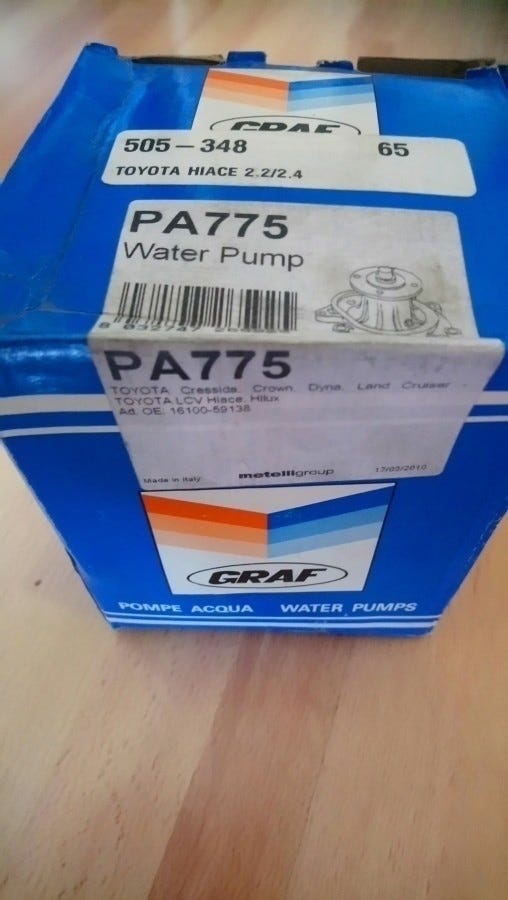 GRAF
505-348 65
TOYOTA HIACE 2.2/2.4
PA775
Water Pump
PA775
TOYOTA Cressida, Crown, Dyna, Land Cruiser -
TOYOTA LCV Hiace, Hilux
Ad. OE. 16100-59138
Made in Italy metelligroup 17/03/2010
GRAF
POMPE ACQUA WATER PUMPS